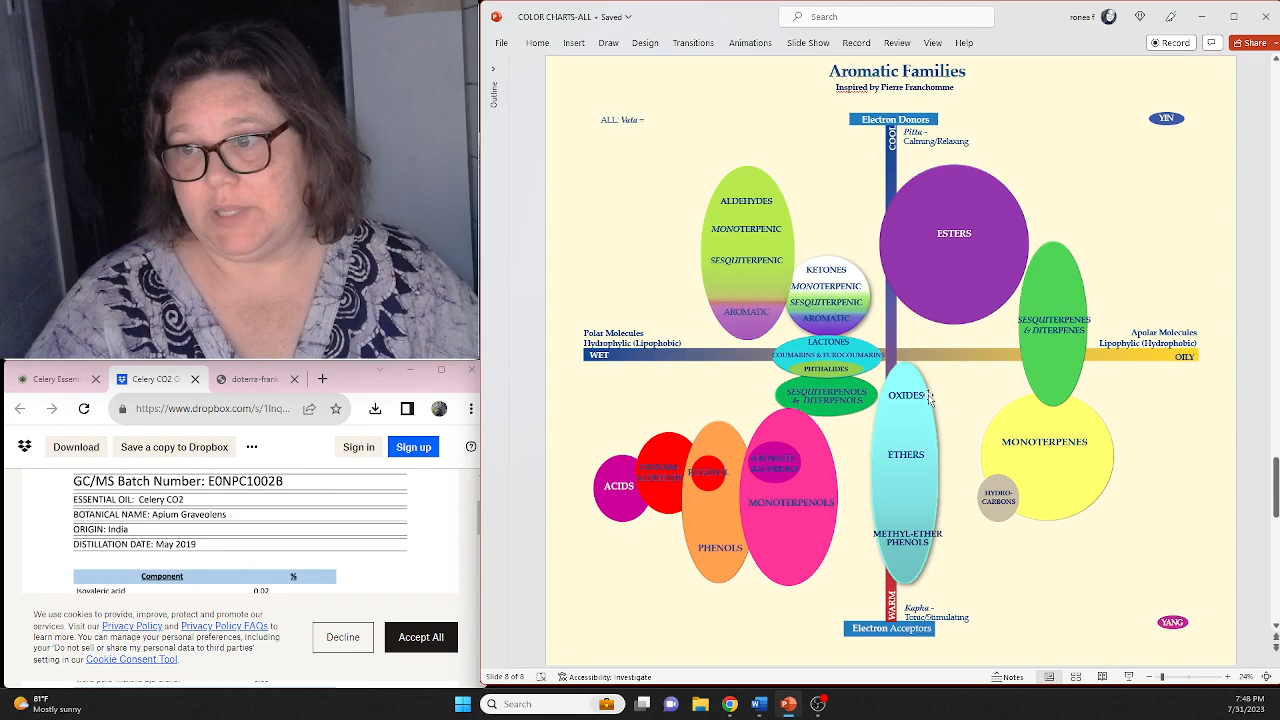 COLOR CHARTS-ALL • Saved
Search
ronea f
File Home Insert Draw Design Transitions Animations Slide Show Record Review View Help
Record
Share
Outline
Aromatic Families
Inspired by Pierre Franchomme
ALL: Vata =
Electron Donors
YIN
COOL
Pitta -
Calming/Relaxing
ALDEHYDES
MONOTERPENIC
SESQUITERPENIC
AROMATIC
ESTERS
KETONES
MONOTERPENIC
SESQUITERPENIC
AROMATIC
SESQUITERPENES
& DITERPENES
Polar Molecules
Hydrophylic (Lipophobic)
WET
LACTONES
COUMARINS & FUROCOUMARINS
PHTHALIDES
Apolar Molecules
Lipophylic (Hydrophobic)
OILY
SESQUITERPENOLS
& DITERPENOLS
OXIDES
ETHERS
METHYL-ETHER
PHENOLS
MONOTERPENES
HYDRO-
CARBONS
ACIDS
PHENOLS
MONOTERPENOLS
WARM
Kapha -
Tonic/Stimulating
Electron Acceptors
YANG
Slide 8 of 8
Accessibility: Investigate
Notes
24%
Celery Essent
Celery CO2 G
doterra-frank
https://www.dropbox.com/s/1lnq...
Download
Save a copy to Dropbox
Sign in
Sign up
GC/MS Batch Number: E0NPC1002B
ESSENTIAL OIL: Celery CO2
BOTANICAL NAME: Apium Graveolens
ORIGIN: India
DISTILLATION DATE: May 2019
Component %
Isovaleric acid 0.02
We use cookies to provide, improve, protect and promote our
services. Visit our Privacy Policy and Privacy Policy FAQs to
learn more. You can manage your personal preferences, including
your 'Do not sell or share my personal data to third parties'
setting in our Cookie Consent Tool.
Decline
Accept All
81°F
Mostly sunny
Search
7:48 PM
7/31/2023